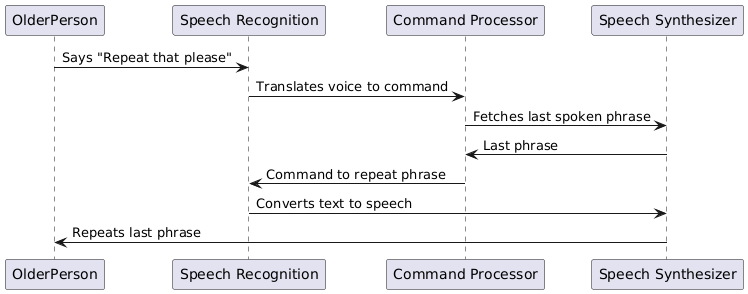 OlderPerson
Speech Recognition
Command Processor
Speech Synthesizer
Says "Repeat that please"
Translates voice to command
Fetches last spoken phrase
Last phrase
Command to repeat phrase
Converts text to speech
Repeats last phrase
OlderPerson
Speech Recognition
Command Processor
Speech Synthesizer